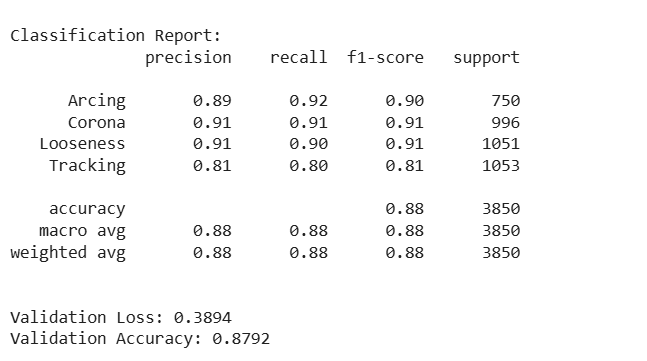 Classification Report:
precision recall f1-score support
Arcing 0.89 0.92 0.90 750
Corona 0.91 0.91 0.91 996
Looseness 0.91 0.90 0.91 1051
Tracking 0.81 0.80 0.81 1053
accuracy 0.88 3850
macro avg 0.88 0.88 0.88 3850
weighted avg 0.88 0.88 0.88 3850
Validation Loss: 0.3894
Validation Accuracy: 0.8792